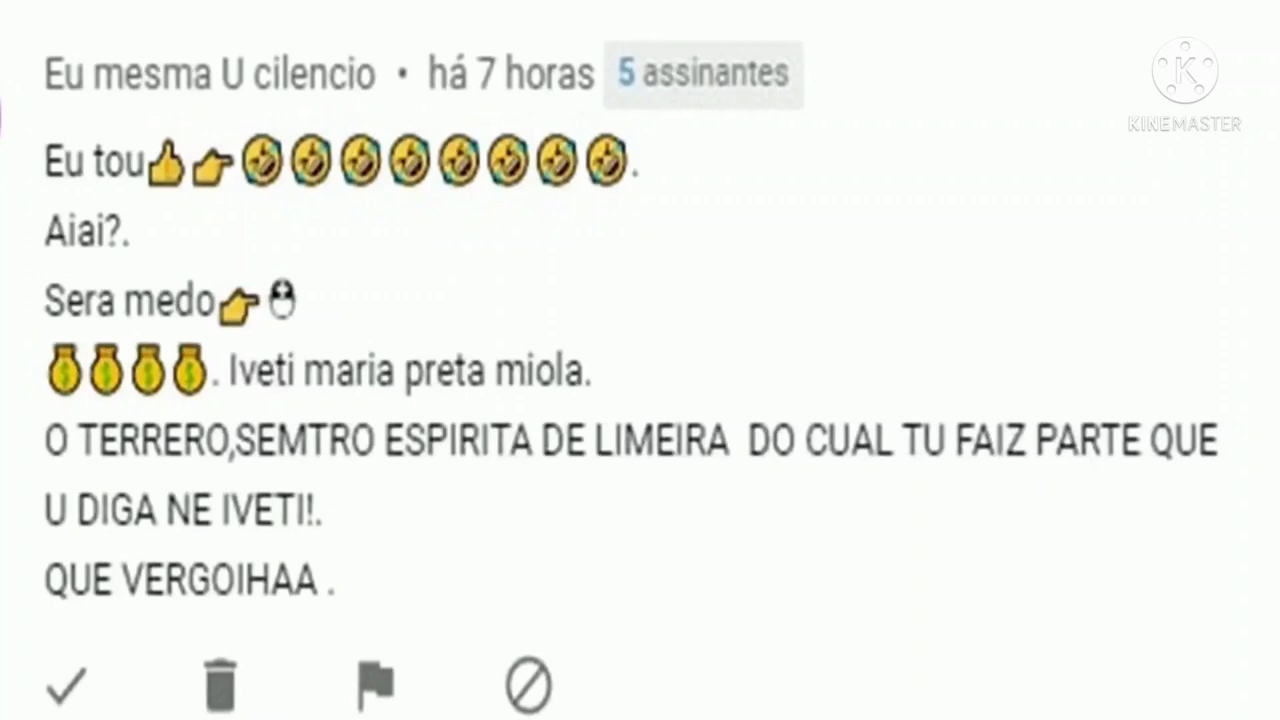 Eu mesma U cilencio • há 7 horas 5 assinantes
KINEMASTER
Eu tou👍👉🤣🤣🤣🤣🤣🤣🤣🤣.
Aiai?.
Sera medo👉
💰💰💰💰. Iveti maria preta miola.
O TERRERO,SEMTRO ESPIRITA DE LIMEIRA DO CUAL TU FAIZ PARTE QUE
U DIGA NE IVETI!.
QUE VERGOIHAA .